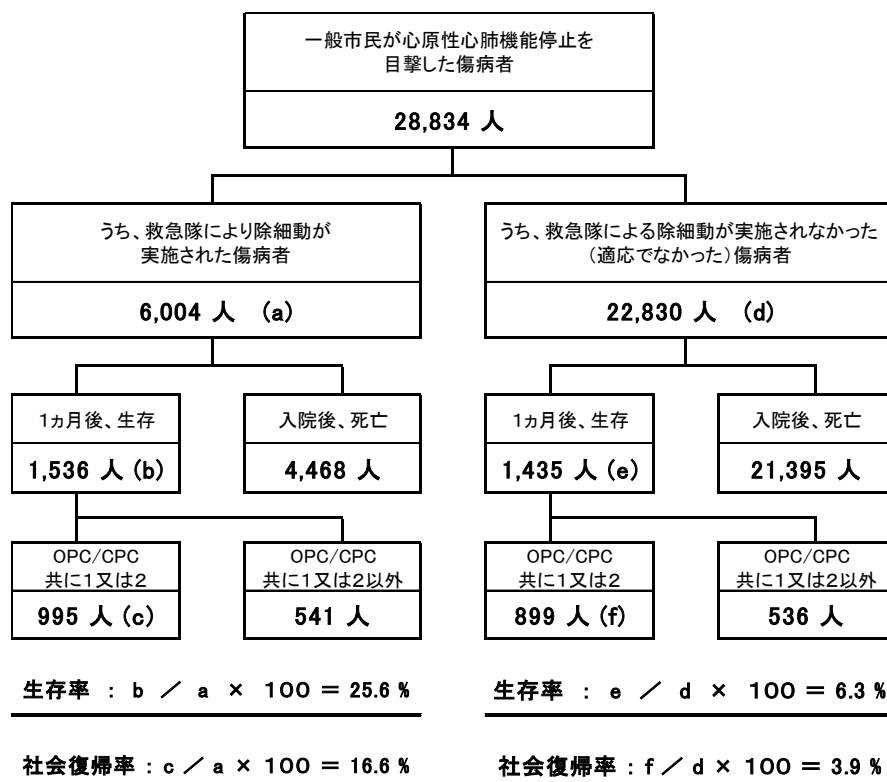 一般市民が心原性心肺機能停止を
目撃した傷病者
28,834 人
うち、救急隊により除細動が
実施された傷病者
6,004 人 (a)
うち、救急隊による除細動が実施されなかった
(適応でなかった)傷病者
22,830 人 (d)
1ヵ月後、生存
1,536 人 (b)
入院後、死亡
4,468 人
1ヵ月後、生存
1,435 人 (e)
入院後、死亡
21,395 人
OPC/CPC
共に1又は2
995 人 (c)
OPC/CPC
共に1又は2以外
541 人
OPC/CPC
共に1又は2
899 人 (f)
OPC/CPC
共に1又は2以外
536 人
生存率 : b / a × 100 = 25.6 %
社会復帰率 : c / a × 100 = 16.6 %
生存率 : e / d × 100 = 6.3 %
社会復帰率 : f / d × 100 = 3.9 %